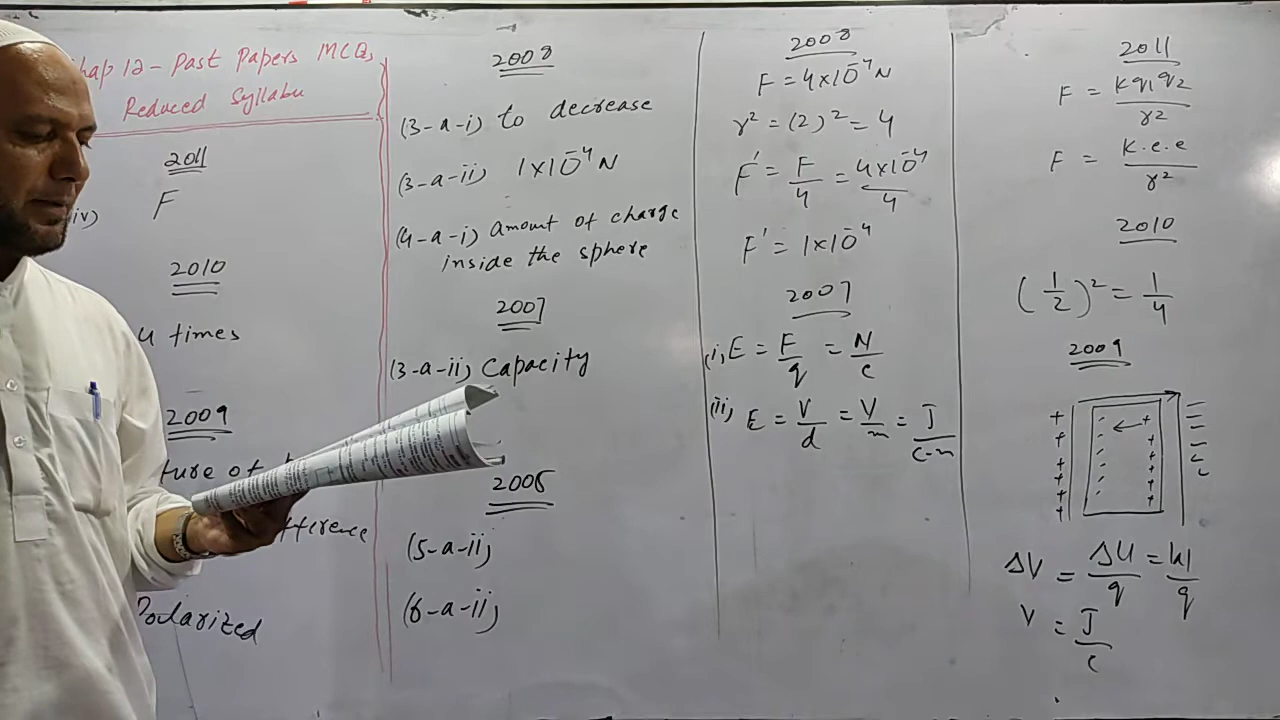 hap 12 - Past Papers MCQs
Reduced Syllabu
2011
iv)
F
2010
4 times
2009
ture of
fference
Polarized
2008
(3-a-i) to decrease
(3-a-ii) 1×10⁻⁴ N
(4-a-i) Amount of charge
inside the sphere
2007
(3-a-ii) Capacity
2006
(5-a-ii)
(6-a-ii)
2008
F = 4×10⁻⁴ N
r² = (2)² = 4
F' = F/4 = 4×10⁻⁴/4
F' = 1×10⁻⁴
2007
(i) E = F/q = N/C
(ii) E = V/d = V/m = J/C-m
2011
F = Kq₁q₂/r²
F = K.e.e/r²
2010
(1/2)² = 1/4
2009
ΔV = ΔU/q = W/q
V = J/C